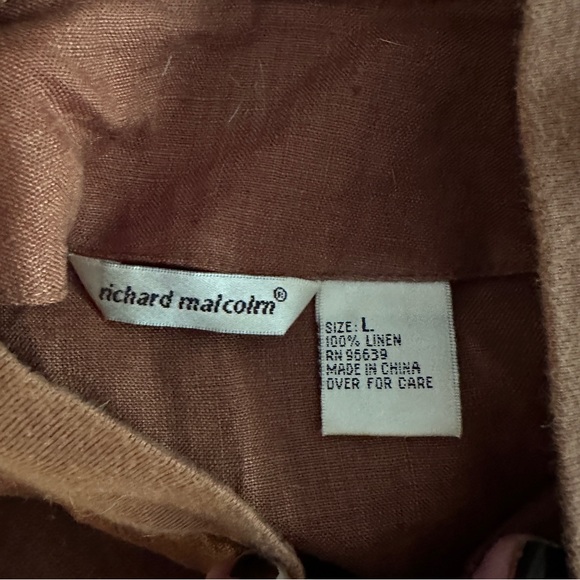 richard malcolm®
SIZE: L
100% LINEN
RN 95639
MADE IN CHINA
OVER FOR CARE